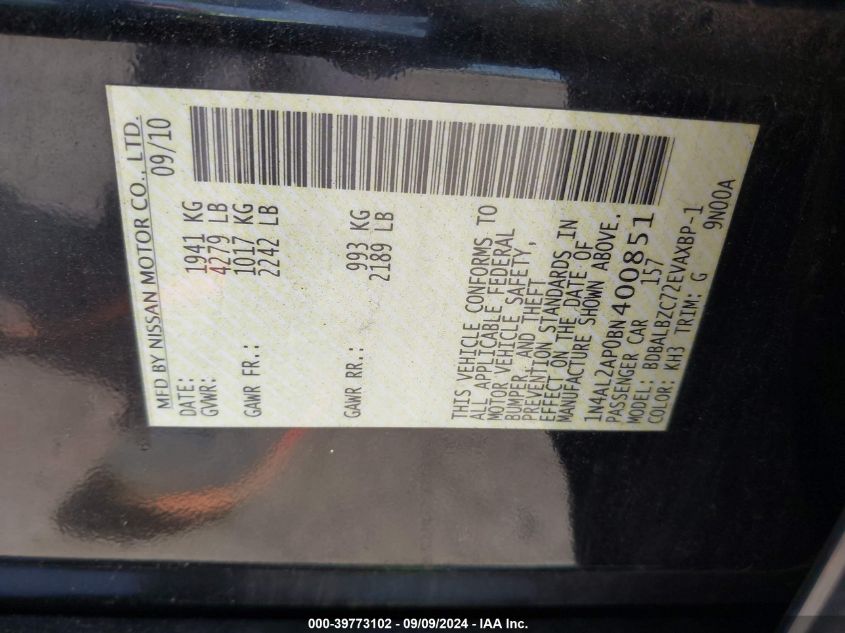 MFD BY NISSAN MOTOR CO., LTD.
DATE: 09/10
GVWR: 1941 KG
4279 LB
GAWR FR.: 1017 KG
2242 LB
GAWR RR.: 993 KG
2189 LB
THIS VEHICLE CONFORMS TO
ALL APPLICABLE FEDERAL
MOTOR VEHICLE SAFETY,
BUMPER, AND THEFT
PREVENTION STANDARDS IN
EFFECT ON THE DATE OF
MANUFACTURE SHOWN ABOVE.
1N4AL2AP0BN400851
PASSENGER CAR 157
MODEL: BDBALBZC72EVAXBP-1
COLOR: KH3 TRIM: G 9N00A
000-39773102 - 09/09/2024 - IAA Inc.